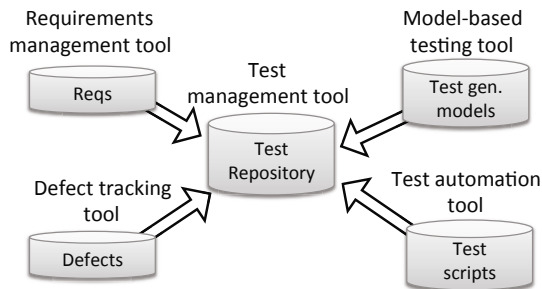 Requirements
management tool
Reqs
Model-based
testing tool
Test gen.
models
Test
management tool
Test
Repository
Defect tracking
tool
Defects
Test automation
tool
Test
scripts